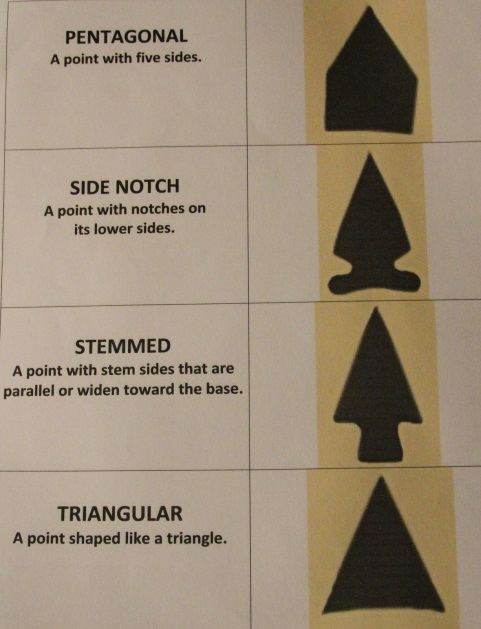 PENTAGONAL
A point with five sides.
SIDE NOTCH
A point with notches on
its lower sides.
STEMMED
A point with stem sides that are
parallel or widen toward the base.
TRIANGULAR
A point shaped like a triangle.